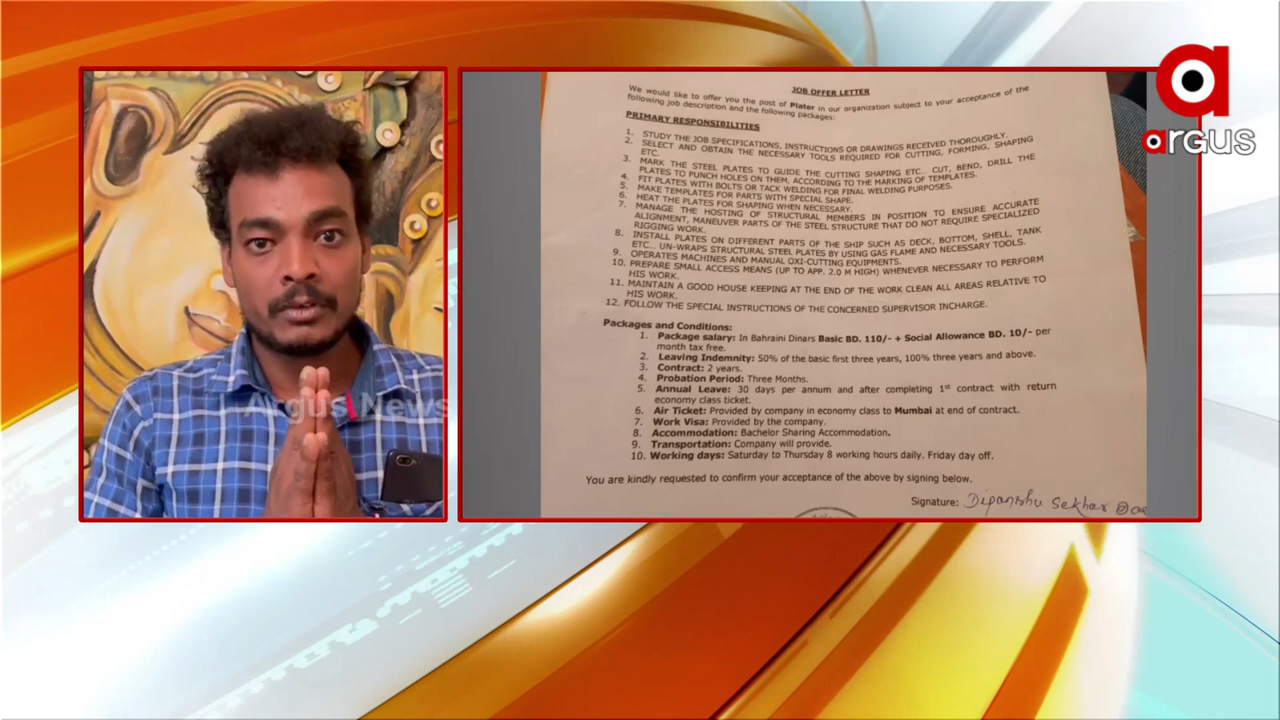 argus
Argus News
JOB OFFER LETTER
We would like to offer you the post of Plater in our organization subject to your acceptance of the
following job description and the following packages:
PRIMARY RESPONSIBILITIES
1. STUDY THE JOB SPECIFICATIONS, INSTRUCTIONS OR DRAWINGS RECEIVED THOROUGHLY.
2. SELECT AND OBTAIN THE NECESSARY TOOLS REQUIRED FOR CUTTING, FORMING, SHAPING
ETC.
3. MARK THE STEEL PLATES TO GUIDE THE CUTTING SHAPING ETC.. CUT, BEND, DRILL THE
PLATES TO PUNCH HOLES ON THEM, ACCORDING TO THE MARKING OF TEMPLATES.
4. FIT PLATES WITH BOLTS OR TACK WELDING FOR FINAL WELDING PURPOSES.
5. MAKE TEMPLATES FOR PARTS WITH SPECIAL SHAPE.
6. HEAT THE PLATES FOR SHAPING WHEN NECESSARY.
7. MANAGE THE HOSTING OF STRUCTURAL MEMBERS IN POSITION TO ENSURE ACCURATE
ALIGNMENT, MANEUVER PARTS OF THE STEEL STRUCTURE THAT DO NOT REQUIRE SPECIALIZED
RIGGING WORK.
8. INSTALL PLATES ON DIFFERENT PARTS OF THE SHIP SUCH AS DECK, BOTTOM, SHELL, TANK
ETC... UN-WRAPS STRUCTURAL STEEL PLATES BY USING GAS FLAME AND NECESSARY TOOLS.
9. OPERATES MACHINES AND MANUAL OXI-CUTTING EQUIPMENTS.
10. PREPARE SMALL ACCESS MEANS (UP TO APP. 2.0 M HIGH) WHENEVER NECESSARY TO PERFORM
HIS WORK.
11. MAINTAIN A GOOD HOUSE KEEPING AT THE END OF THE WORK CLEAN ALL AREAS RELATIVE TO
HIS WORK.
12. FOLLOW THE SPECIAL INSTRUCTIONS OF THE CONCERNED SUPERVISOR INCHARGE.
Packages and Conditions:
1. Package salary: In Bahraini Dinars Basic BD. 110/- + Social Allowance BD. 10/- per
month tax free.
2. Leaving Indemnity: 50% of the basic first three years, 100% three years and above.
3. Contract: 2 years.
4. Probation Period: Three Months.
5. Annual Leave: 30 days per annum and after completing 1st contract with return
economy class ticket.
6. Air Ticket: Provided by company in economy class to Mumbai at end of contract.
7. Work Visa: Provided by the company.
8. Accommodation: Bachelor Sharing Accommodation.
9. Transportation: Company will provide.
10. Working days: Saturday to Thursday 8 working hours daily. Friday day off.
You are kindly requested to confirm your acceptance of the above by signing below.
Signature: Dipanshu Sekhar